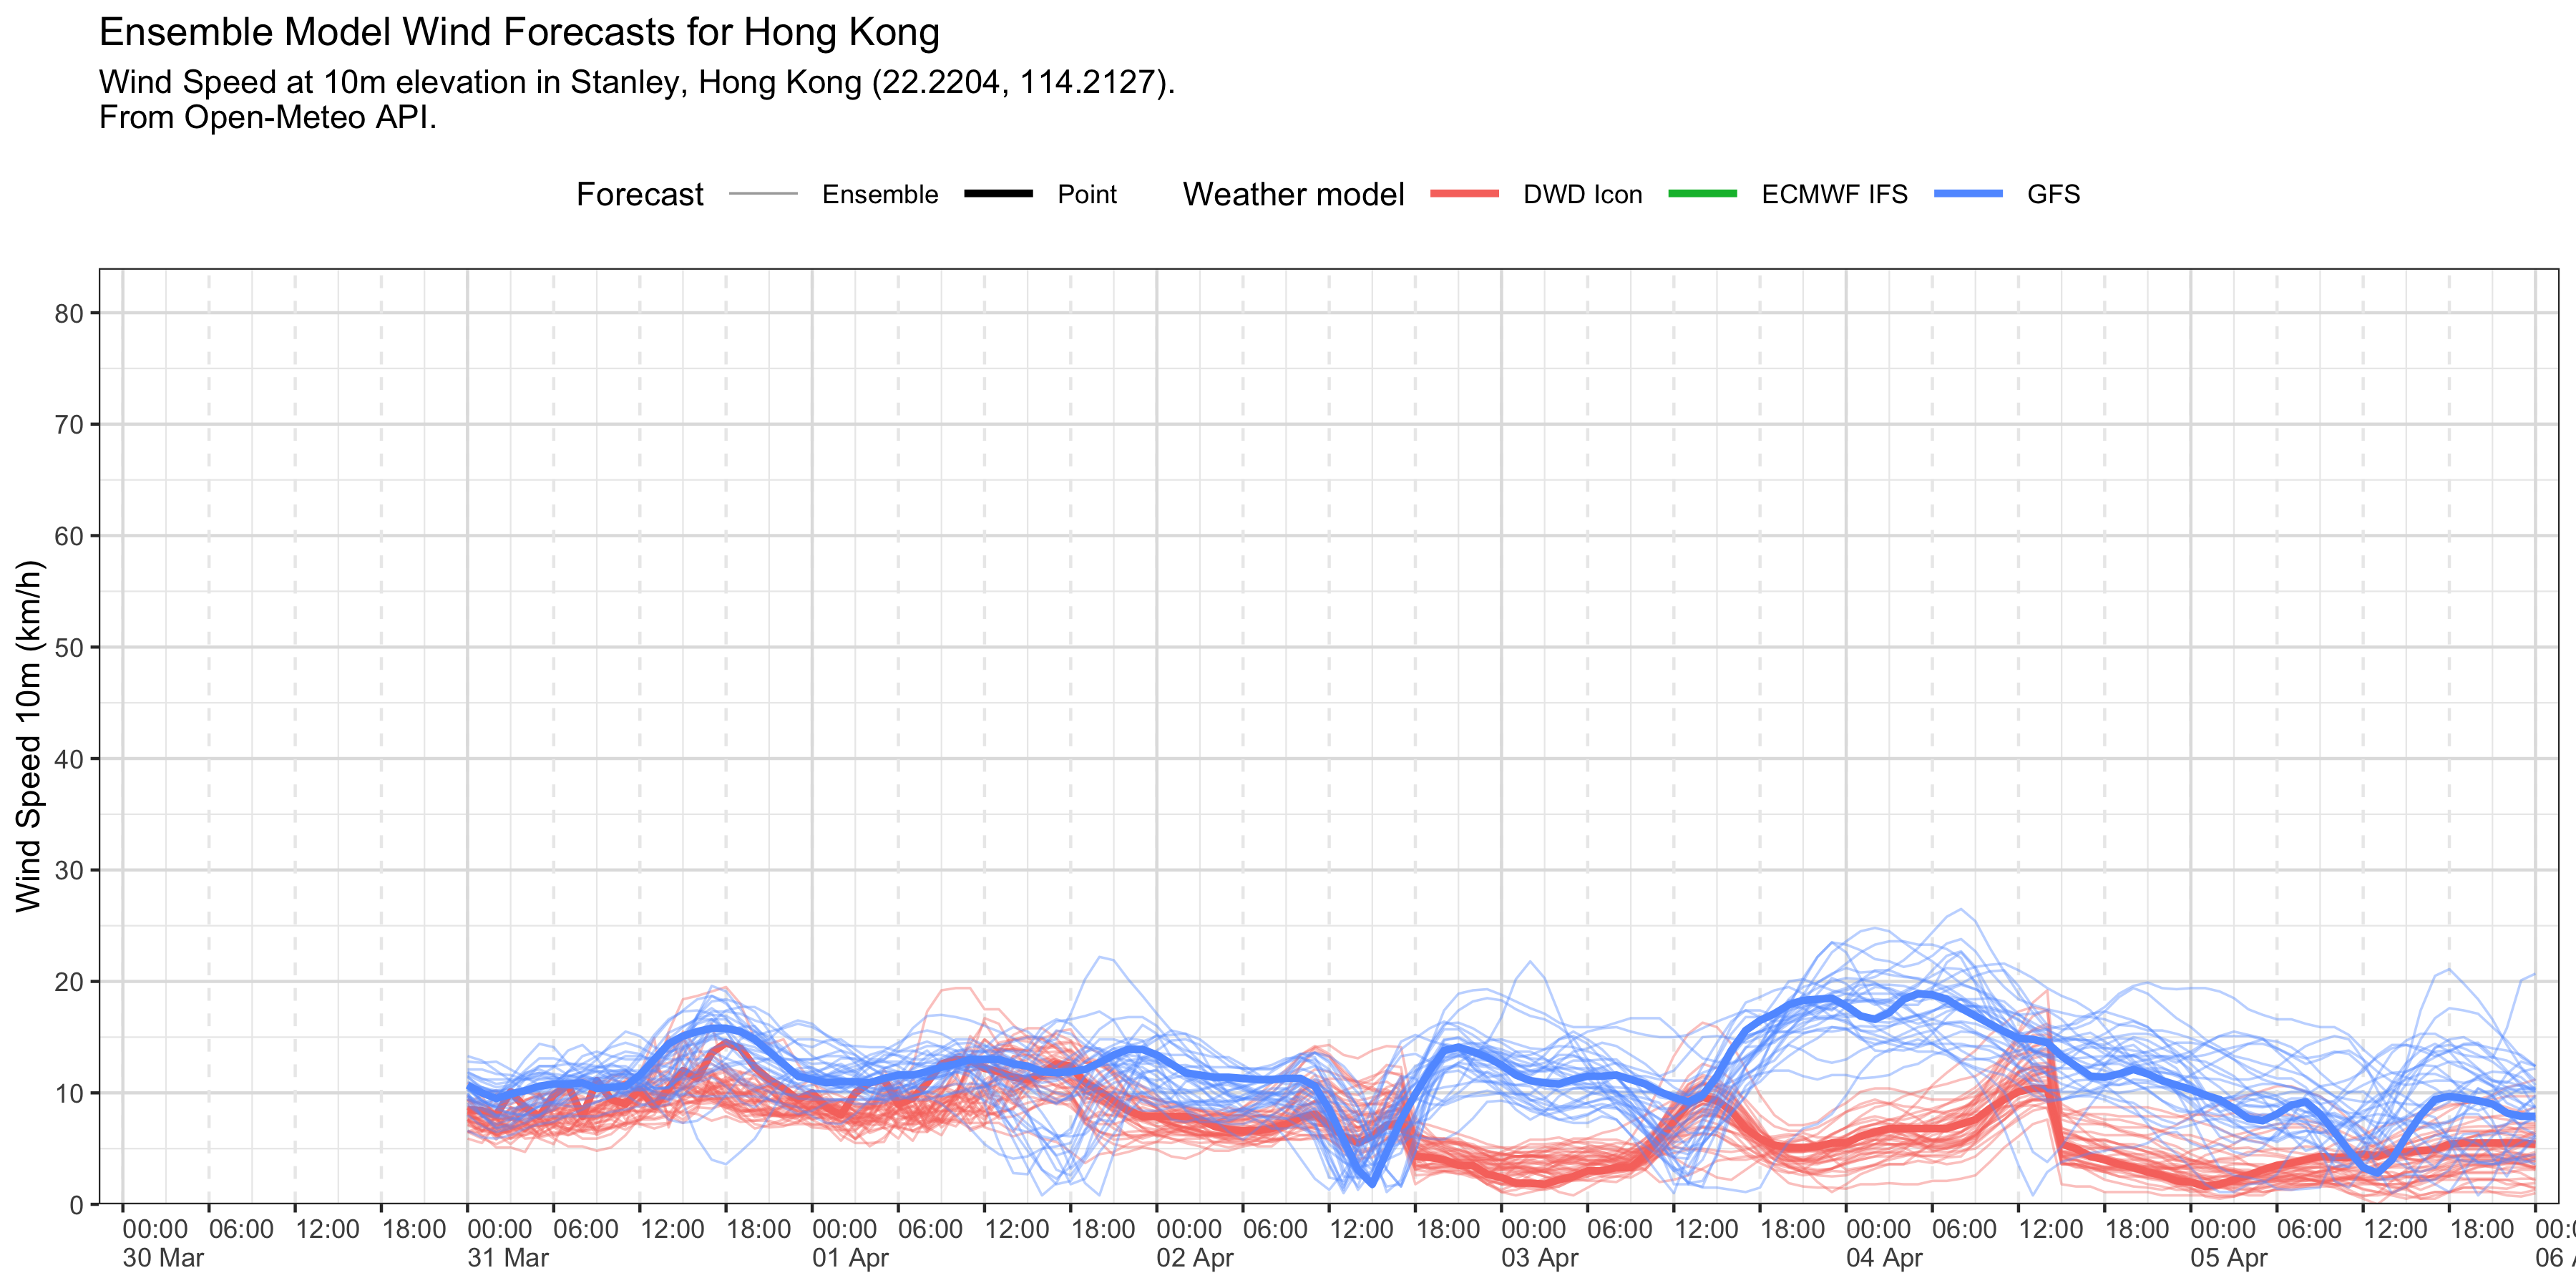 Ensemble Model Wind Forecasts for Hong Kong
Wind Speed at 10m elevation in Stanley, Hong Kong (22.2204, 114.2127).
From Open-Meteo API.
Forecast Ensemble Point Weather model DWD Icon ECMWF IFS GFS
Wind Speed 10m (km/h)
80
70
60
50
40
30
20
10
0
00:00 06:00 12:00 18:00 00:00 06:00 12:00 18:00 00:00 06:00 12:00 18:00 00:00 06:00 12:00 18:00 00:00 06:00 12:00 18:00 00:00 06:00 12:00 18:00 00:00 06:00 12:00 18:00 00:0
30 Mar 31 Mar 01 Apr 02 Apr 03 Apr 04 Apr 05 Apr 06